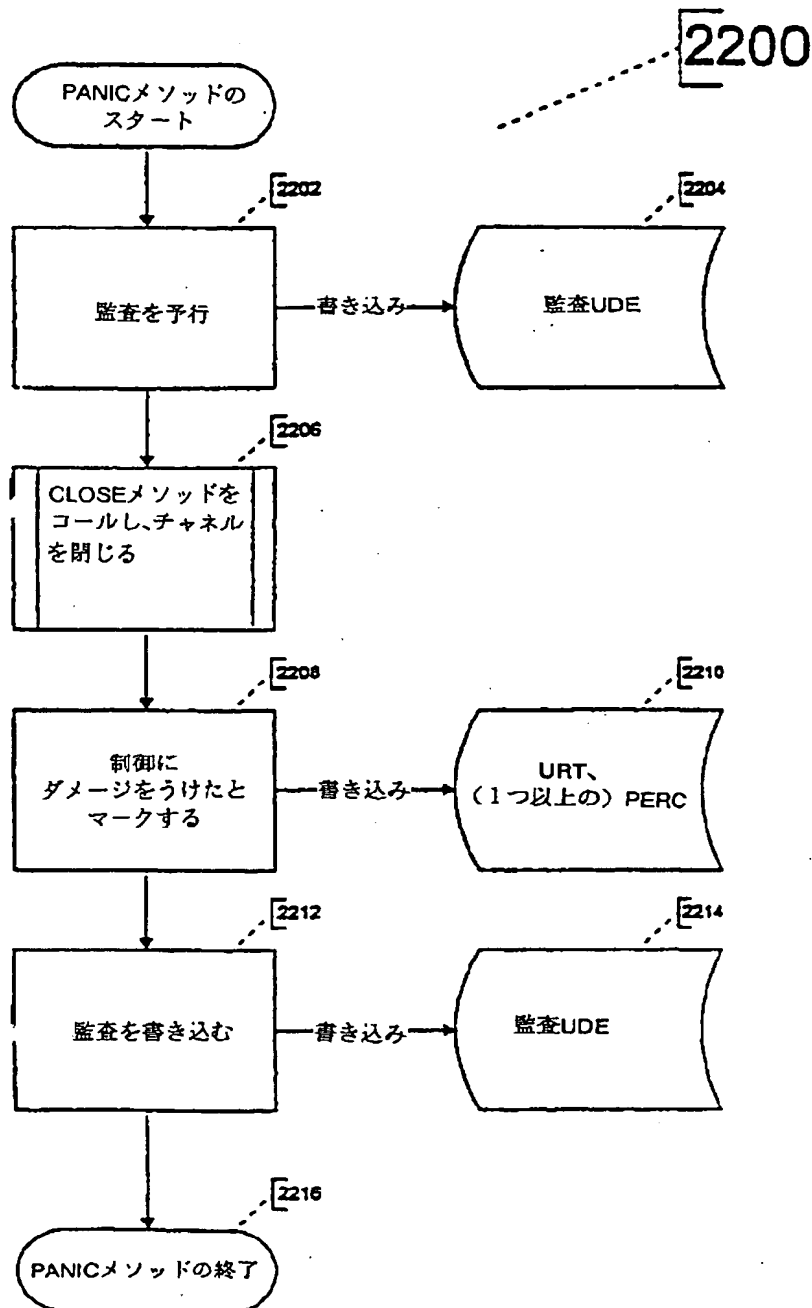 2200
PANICメソッドの
スタート
2202
2204
監査を予行
書き込み
監査UDE
2206
CLOSEメソッドを
コールし、チャネル
を閉じる
2208
2210
制御に
ダメージをうけたと
マークする
書き込み
URT、
(1つ以上の) PERC
2212
2214
監査を書き込む
書き込み
監査UDE
2216
PANICメソッドの終了